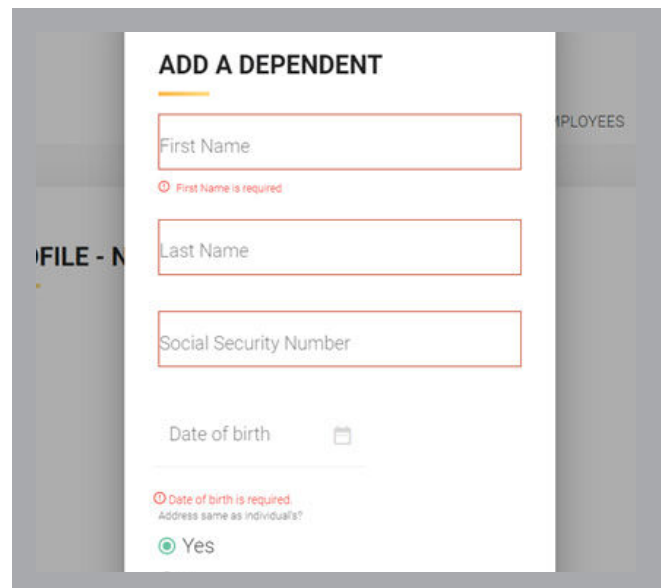 ADD A DEPENDENT
MPLOYEES
First Name
First Name is required
OFILE - N
Last Name
Social Security Number
Date of birth
Date of birth is required.
Address same as individual's?
Yes